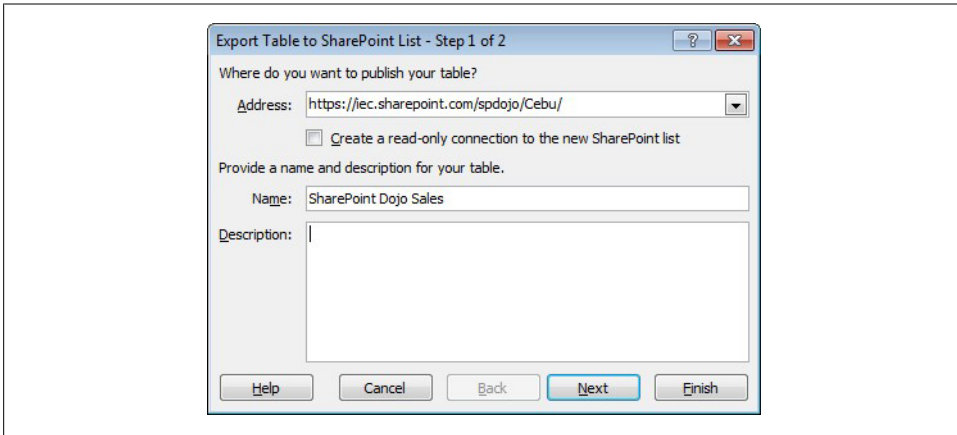 Export Table to SharePoint List - Step 1 of 2
Where do you want to publish your table?
Address: https://iec.sharepoint.com/spdojo/Cebu/
Create a read-only connection to the new SharePoint list
Provide a name and description for your table.
Name: SharePoint Dojo Sales
Description:
Help Cancel Back Next Finish